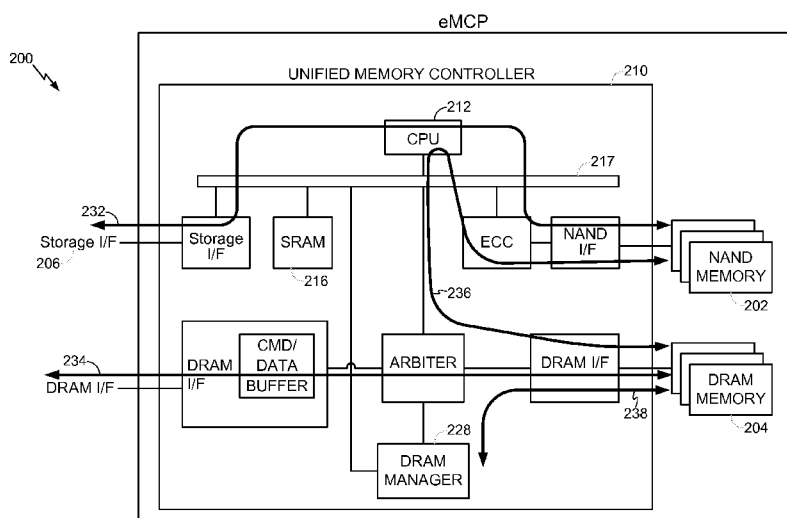 eMCP
200
UNIFIED MEMORY CONTROLLER
210
212
CPU
217
232
Storage I/F
206
Storage
I/F
SRAM
216
ECC
NAND
I/F
NAND
MEMORY
202
236
234
DRAM I/F
DRAM
I/F
CMD/
DATA
BUFFER
ARBITER
DRAM I/F
DRAM
MEMORY
204
238
228
DRAM
MANAGER